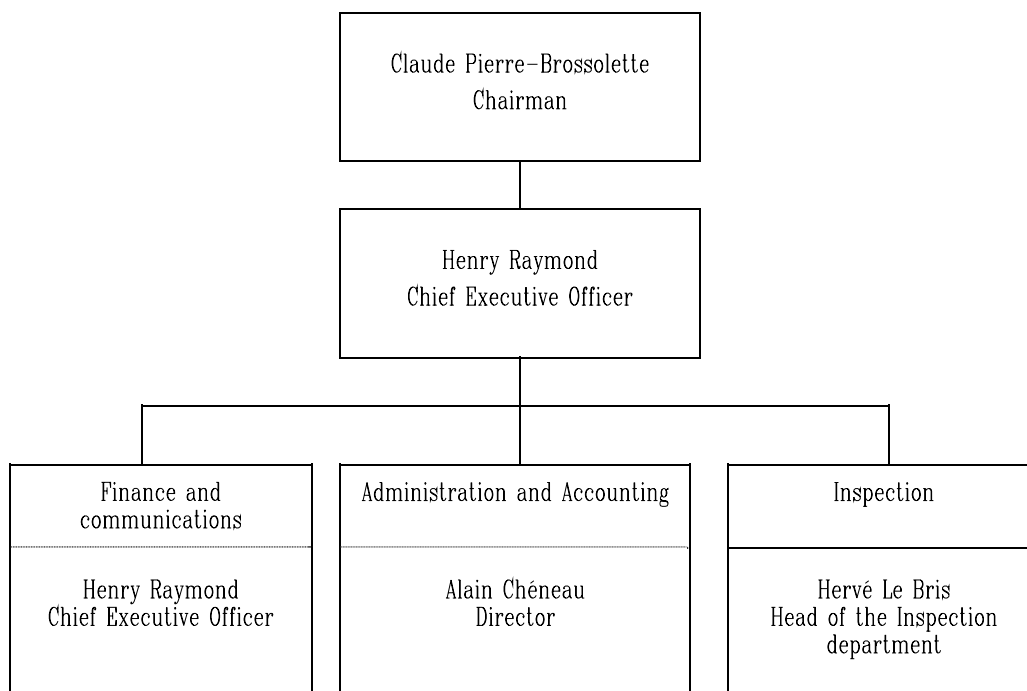 Claude Pierre-Brossolette
Chairman
Henry Raymond
Chief Executive Officer
Finance and
communications
Henry Raymond
Chief Executive Officer
Administration and Accounting
Alain Chéneau
Director
Inspection
Hervé Le Bris
Head of the Inspection
department